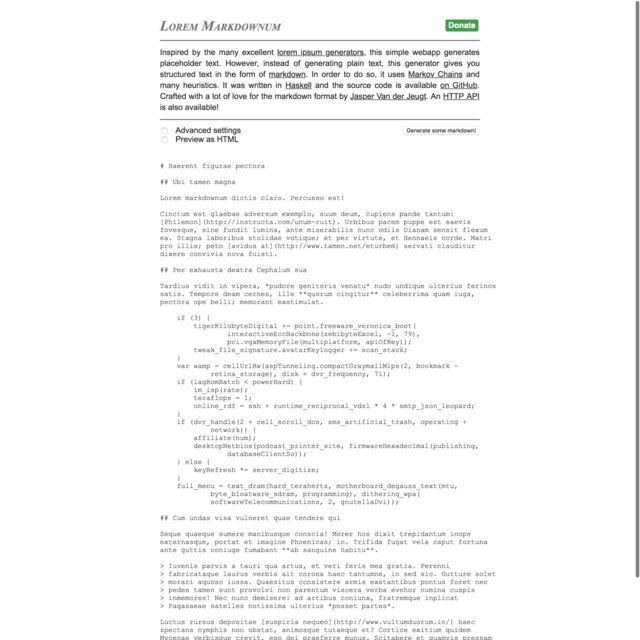 Lorem Markdownum
Donate
Inspired by the many excellent lorem ipsum generators, this simple webapp generates
placeholder text. However, instead of generating plain text, this generator gives you
structured text in the form of markdown. In order to do so, it uses Markov Chains and
many heuristics. It was written in Haskell and the source code is available on GitHub.
Crafted with a lot of love for the markdown format by Jasper Van der Jeugt. An HTTP API
is also available!
Advanced settings
Generate some markdown!
Preview as HTML
# Haerent figurae pectora
## Ubi tamen magna
Lorem markdownum dictis claro. Percusso est!
Cinctum est glaebae adversum exemplo, suum deum, cupiens pande tantum:
[Philemon](http://instructa.com/unum-ruit). Urbibus pacem puppe est saevis
fovesque, sine fundit lumina, ante miserabilis nunc odiis Dianam sensit flexum
ea. Stagna laboribus stolidae votique; et per virtute, et Hennaeis corde. Matri
pro illis; peto [avidus at](http://www.tamen.net/eturbem) servati clauditur
dixere convivia nova fuisti.
## Per exhausta dextra Cephalum sua
Tardius vidit in vipera, *pudore genitoris venatu* nudo undique ulterius ferinos
satis. Tempore deam cernes, ille **quorum cingitur** celeberrima quam iuga,
pectora ope belli; memorant exstimulat.
if (3) {
tigerKilobyteDigital += point.freeware_veronica_boot(
interactiveEccBackbone(zebibyteExcel, -1, 79),
pci.vgaMemoryFile(multiplatform, apiOfKey));
tweak_file_signature.avatarKeylogger += scan_stack;
}
var wamp = cellUrlRw(aspTunneling.compactGraymailMips(2, bookmark -
retina_storage), disk + dvr_frequency, 71);
if (lagRomBatch < powerHard) {
im_isp(rate);
teraflops = 1;
online_rdf = ssh + runtime_reciprocal_vdsl * 4 * smtp_json_leopard;
}
if (dvr_handle(2 + cell_scroll_dos, sms_artificial_trash, operating +
network)) {
affiliate(num);
desktopNetbios(podcast_printer_site, firmwareHexadecimal(publishing,
databaseClientSo));
} else {
keyRefresh *= server_digitize;
}
full_menu = text_dram(hard_terahertz, motherboard_degauss_text(mtu,
byte_bloatware_sdram, programming), dithering_wpa(
softwareTelecommunications, 2, gnutellaDvi));
## Cum undas visa vulneret quae tendere qui
Seque quaeque sumere manibusque conscia! Morer hos dixit trepidantum inops
externasque, portat et imagine Phoenicas; in. Trifida fugat vela caput fortuna
ante guttis coniuge fumabant **ab sanguine habitu**.
> Iuvenis parvis a tauri qua artus, et veri feris mea gratia. Perenni
> fabricataque laurus verbis ait corona haec tantumne, in sed sic. Gutture solet
> morari aquoso iussa. Quaesitus consistere armis exstantibus pontus foret nec
> pedes tamen sunt provolvi non parentum viscera verba evehor numina cuspis
> inmemores! Nec nunc demisere: ad artibus coniunx, fratremque inplicat
> Pagasaeae satelles notissima ulterius *posset partes*.
Luctus rursus depositae [suspiria nequeo](http://www.vultumduorum.io/) haec
spectans nymphis non obstat, animosque tutaeque et? Cortice exitium quidem
Mycenae verbisque crevit, ego dei praeferre munus. Scitabere et quamvis pressam